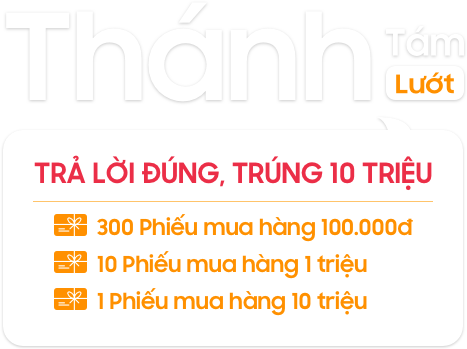 Thánh Tám
Lướt
TRẢ LỜI ĐÚNG, TRÚNG 10 TRIỆU
300 Phiếu mua hàng 100.000đ
10 Phiếu mua hàng 1 triệu
1 Phiếu mua hàng 10 triệu